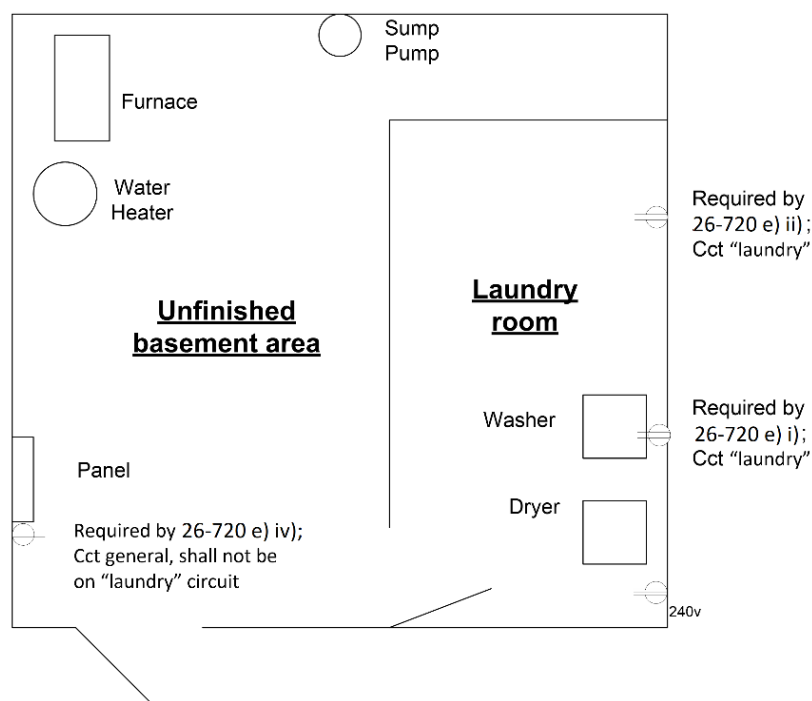 Sump
Pump
Furnace
Water
Heater
Required by
26-720 e) ii);
Cct “laundry”
Unfinished
basement area
Laundry
room
Washer
Required by
26-720 e) i);
Cct “laundry”
Panel
Dryer
Required by 26-720 e) iv);
Cct general, shall not be
on “laundry” circuit
240v